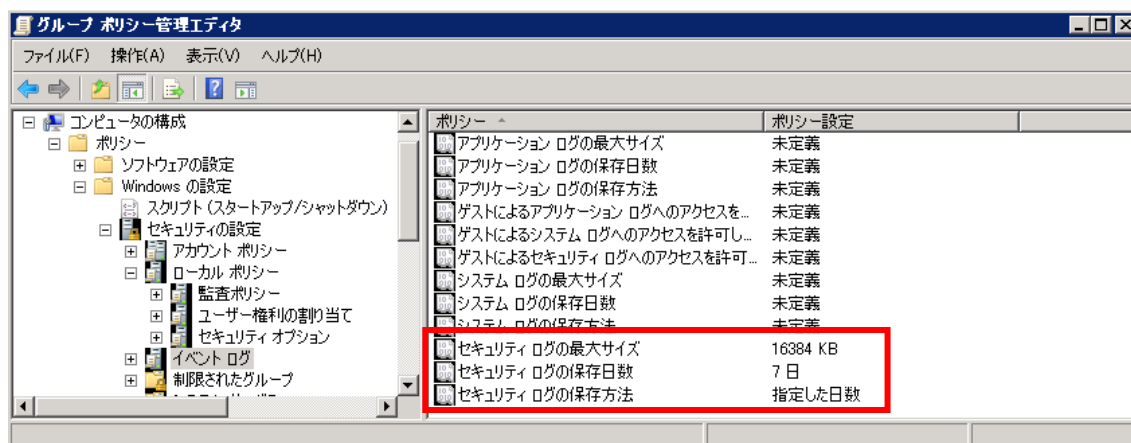 グループ ポリシー管理エディタ
ファイル(F) 操作(A) 表示(V) ヘルプ(H)
コンピュータの構成
ポリシー
ソフトウェアの設定
Windows の設定
スクリプト (スタートアップ/シャットダウン)
セキュリティの設定
アカウント ポリシー
ローカル ポリシー
監査ポリシー
ユーザー権利の割り当て
セキュリティ オプション
イベント ログ
制限されたグループ
ポリシー ポリシー設定
アプリケーション ログの最大サイズ 未定義
アプリケーション ログの保存日数 未定義
アプリケーション ログの保存方法 未定義
ゲストによるアプリケーション ログへのアクセスを... 未定義
ゲストによるシステム ログへのアクセスを許可し... 未定義
ゲストによるセキュリティ ログへのアクセスを許可... 未定義
システム ログの最大サイズ 未定義
システム ログの保存日数 未定義
システム ログの保存方法 未定義
セキュリティ ログの最大サイズ 16384 KB
セキュリティ ログの保存日数 7 日
セキュリティ ログの保存方法 指定した日数